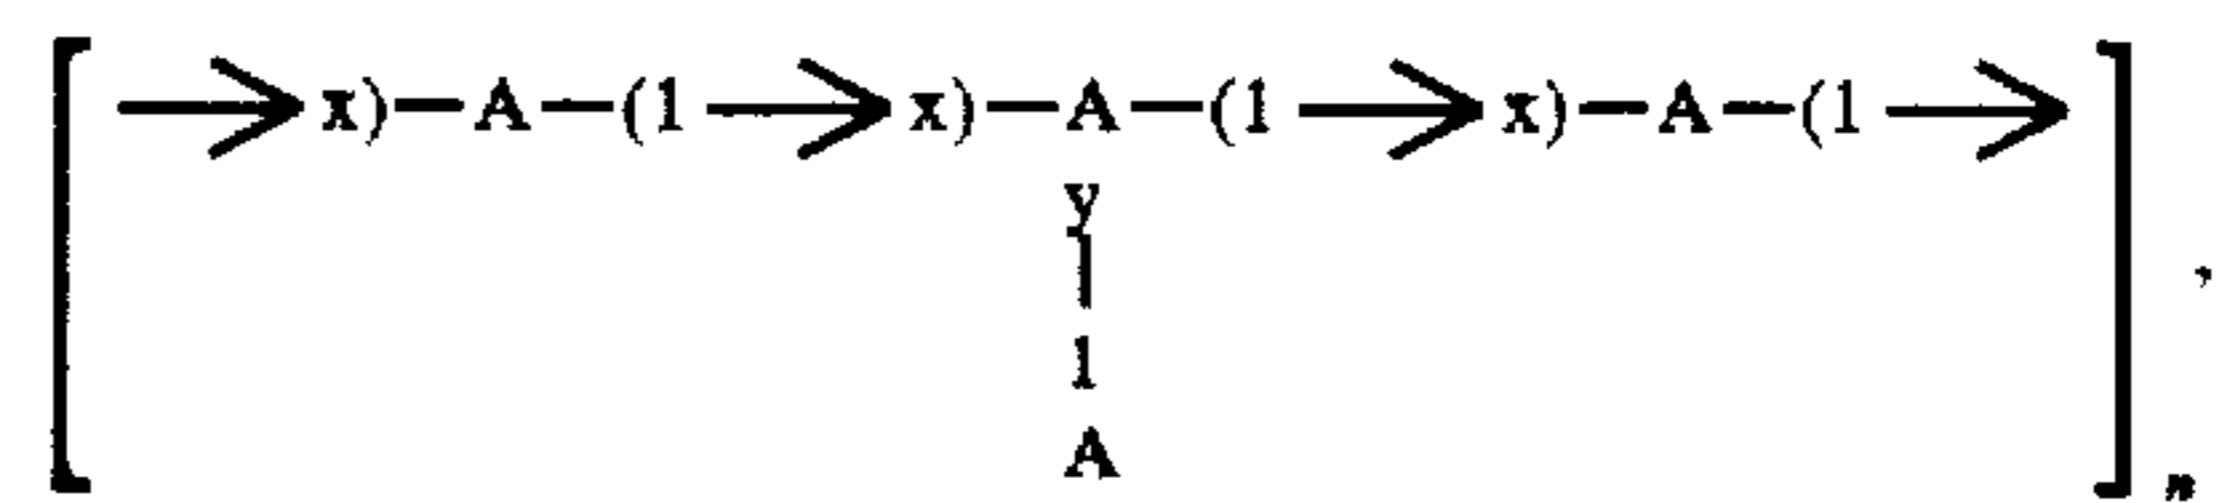 [ → x)—A—(1 → x)—A—(1 → x)—A—(1 → ]n ,
y
|
1
A